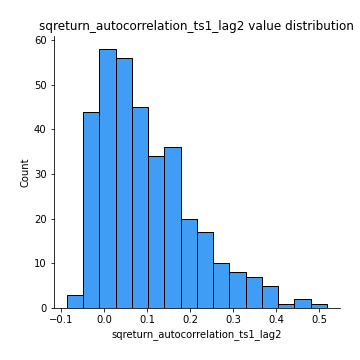 sqreturn_autocorrelation_ts1_lag2 value distribution
60
50
40
30
20
10
0
Count
−0.1 0.0 0.1 0.2 0.3 0.4 0.5
sqreturn_autocorrelation_ts1_lag2